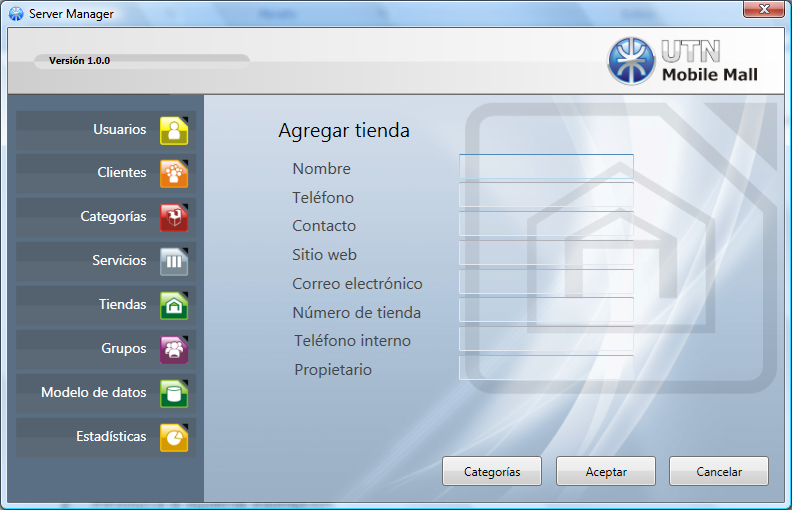 Server Manager
Versión 1.0.0
UTN
Mobile Mall
Usuarios
Clientes
Categorías
Servicios
Tiendas
Grupos
Modelo de datos
Estadísticas
Agregar tienda
Nombre
Teléfono
Contacto
Sitio web
Correo electrónico
Número de tienda
Teléfono interno
Propietario
Categorías
Aceptar
Cancelar